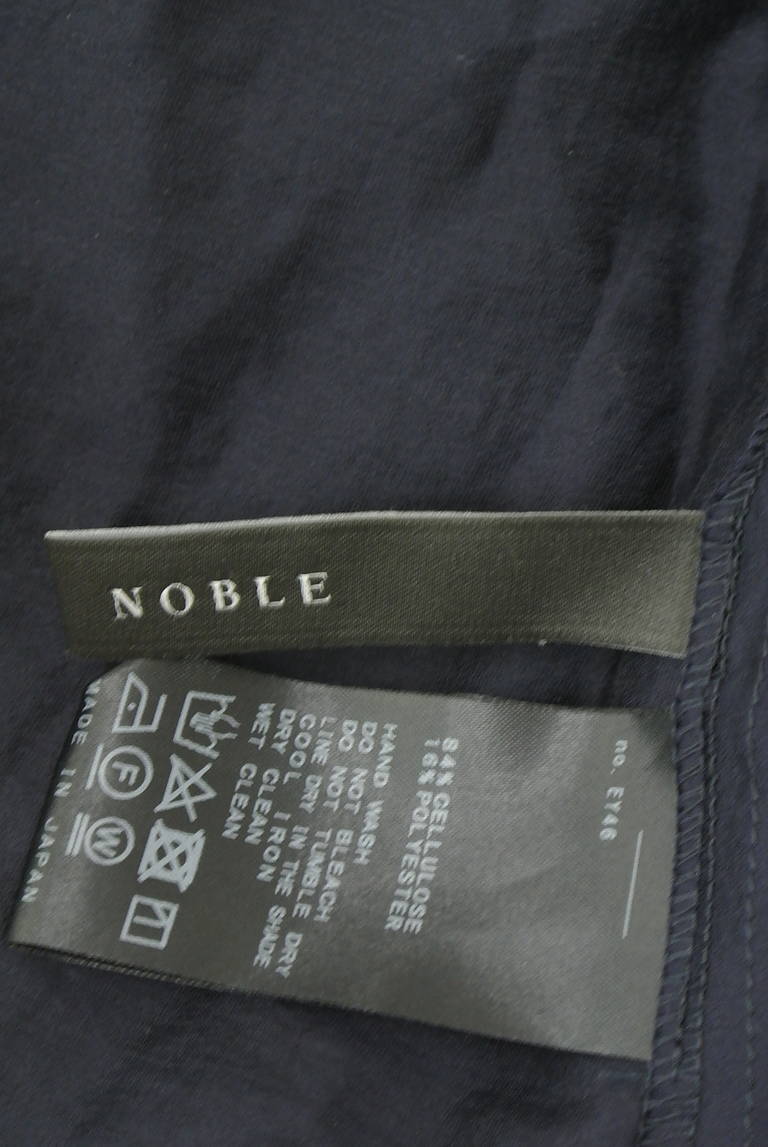 NOBLE
no. EY46
84% CELLULOSE
16% POLYESTER
HAND WASH
DO NOT BLEACH
DO NOT TUMBLE DRY
LINE DRY IN THE SHADE
COOL IRON
DRY CLEAN
WET CLEAN
F
W
MADE IN JAPAN